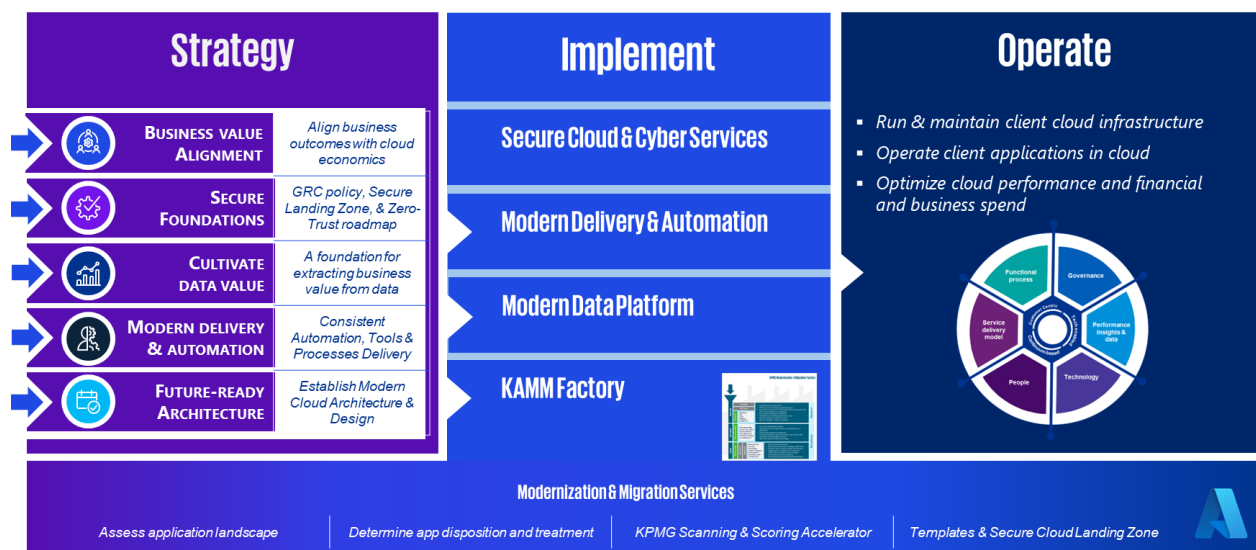 Strategy
BUSINESS VALUE
ALIGNMENT
Align business
outcomes with cloud
economics
SECURE
FOUNDATIONS
GRC policy, Secure
Landing Zone, & Zero-
Trust roadmap
CULTIVATE
DATA VALUE
A foundation for
extracting business
value from data
MODERN DELIVERY
& AUTOMATION
Consistent
Automation, Tools &
Processes Delivery
FUTURE-READY
ARCHITECTURE
Establish Modern
Cloud Architecture &
Design
Implement
Secure Cloud & Cyber Services
Modern Delivery & Automation
Modern Data Platform
KAMM Factory
Operate
▪ Run & maintain client cloud infrastructure
▪ Operate client applications in cloud
▪ Optimize cloud performance and financial
and business spend
Functional
process
Governance
Service
delivery
model
Performance
insights &
data
People
Technology
Modernization & Migration Services
Assess application landscape
Determine app disposition and treatment
KPMG Scanning & Scoring Accelerator
Templates & Secure Cloud Landing Zone